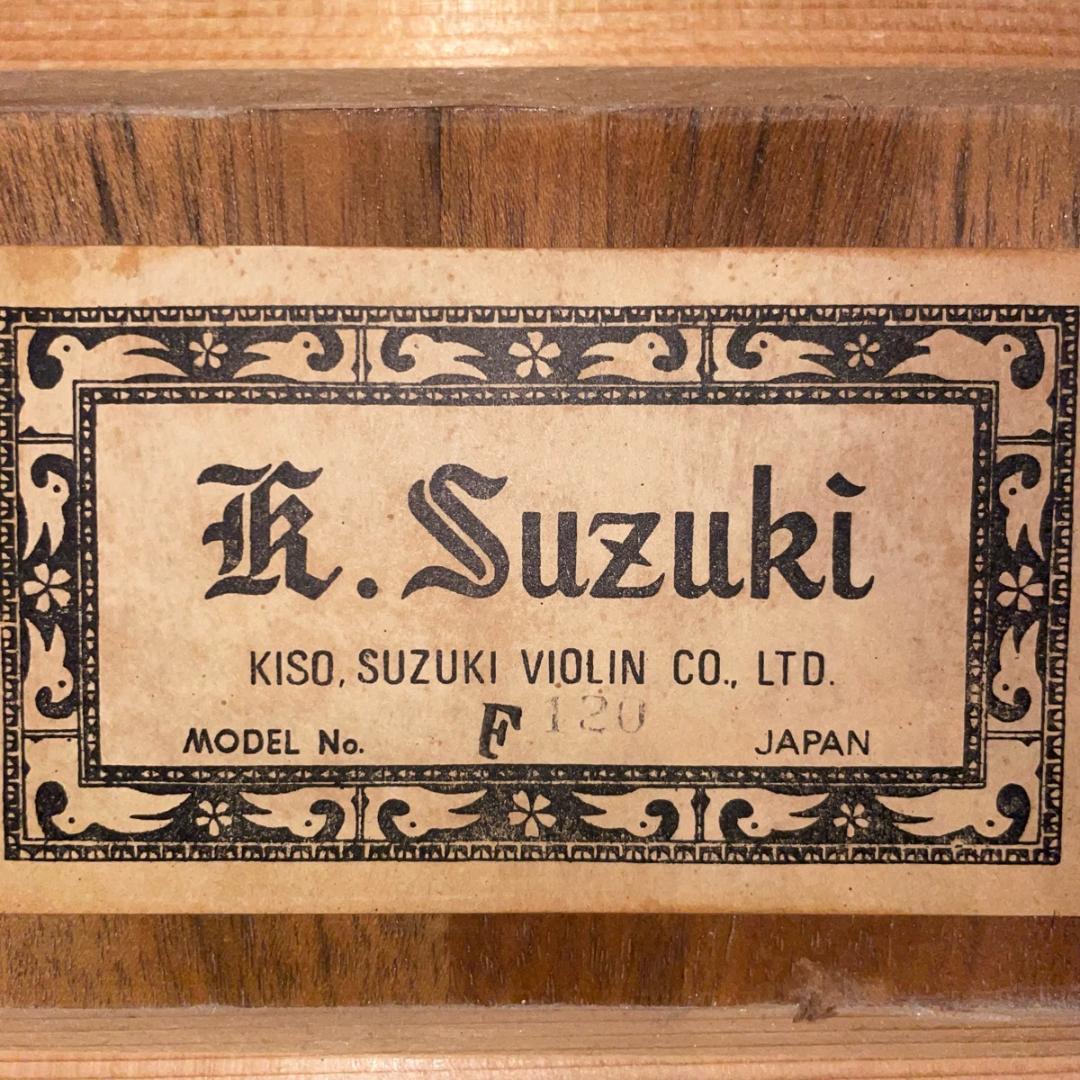 K. Suzuki
KISO, SUZUKI VIOLIN CO., LTD.
MODEL No. F 120 JAPAN